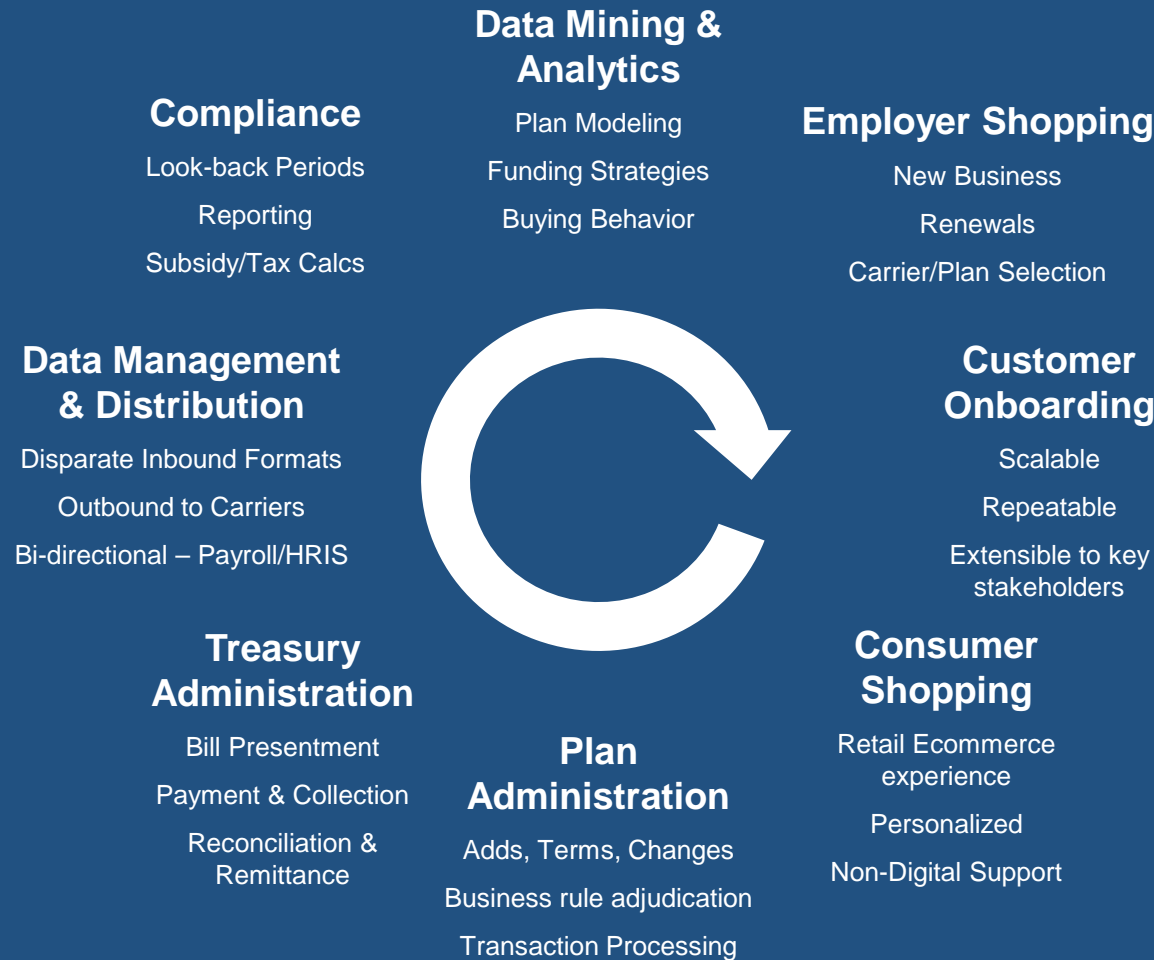 Data Mining &
Analytics
Plan Modeling
Funding Strategies
Buying Behavior
Employer Shopping
New Business
Renewals
Carrier/Plan Selection
Customer
Onboarding
Scalable
Repeatable
Extensible to key
stakeholders
Consumer
Shopping
Retail Ecommerce
experience
Personalized
Non-Digital Support
Plan
Administration
Adds, Terms, Changes
Business rule adjudication
Transaction Processing
Treasury
Administration
Bill Presentment
Payment & Collection
Reconciliation &
Remittance
Data Management
& Distribution
Disparate Inbound Formats
Outbound to Carriers
Bi-directional – Payroll/HRIS
Compliance
Look-back Periods
Reporting
Subsidy/Tax Calcs